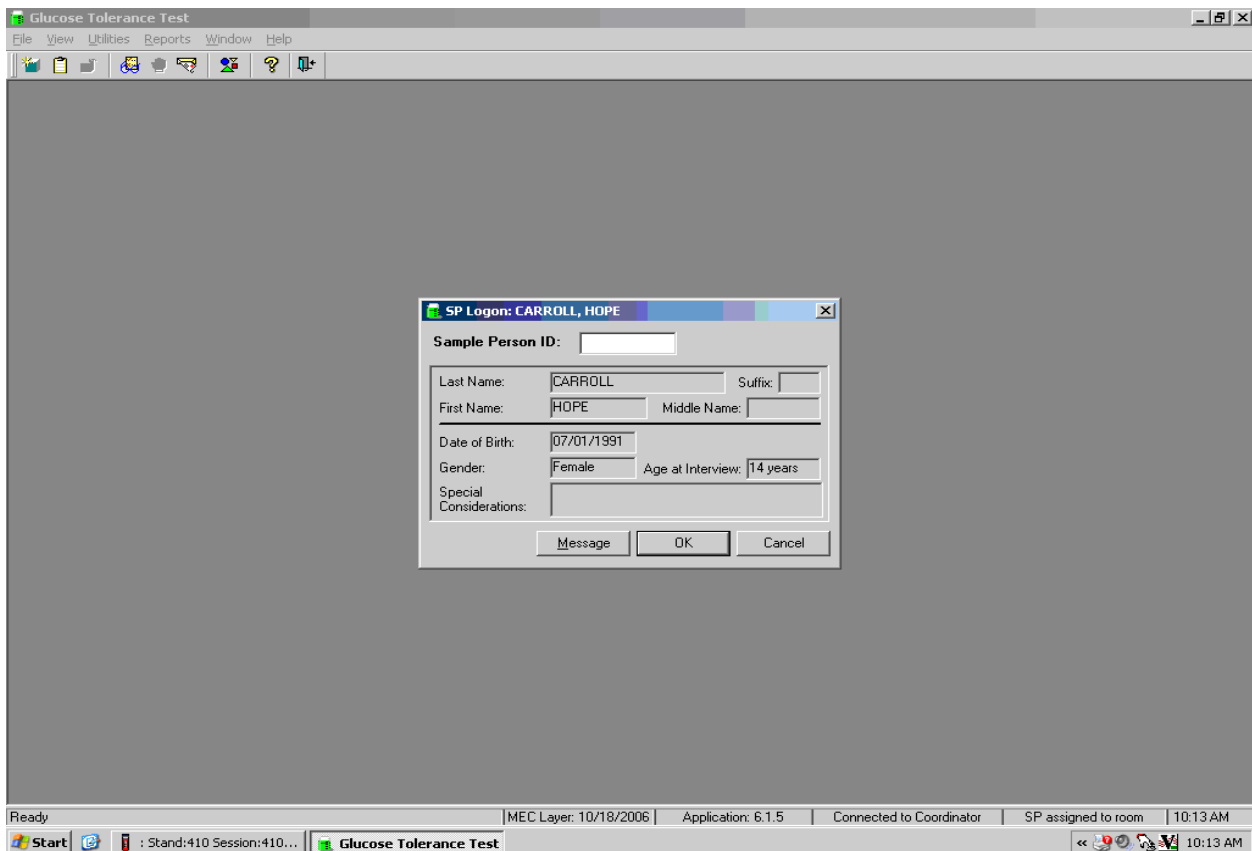 Glucose Tolerance Test
File View Utilities Reports Window Help
SP Logon: CARROLL, HOPE
Sample Person ID:
Last Name: CARROLL Suffix:
First Name: HOPE Middle Name:
Date of Birth: 07/01/1991
Gender: Female Age at Interview: 14 years
Special
Considerations:
Message OK Cancel
Ready MEC Layer: 10/18/2006 Application: 6.1.5 Connected to Coordinator SP assigned to room 10:13 AM
Start : Stand:410 Session:410... Glucose Tolerance Test « 10:13 AM